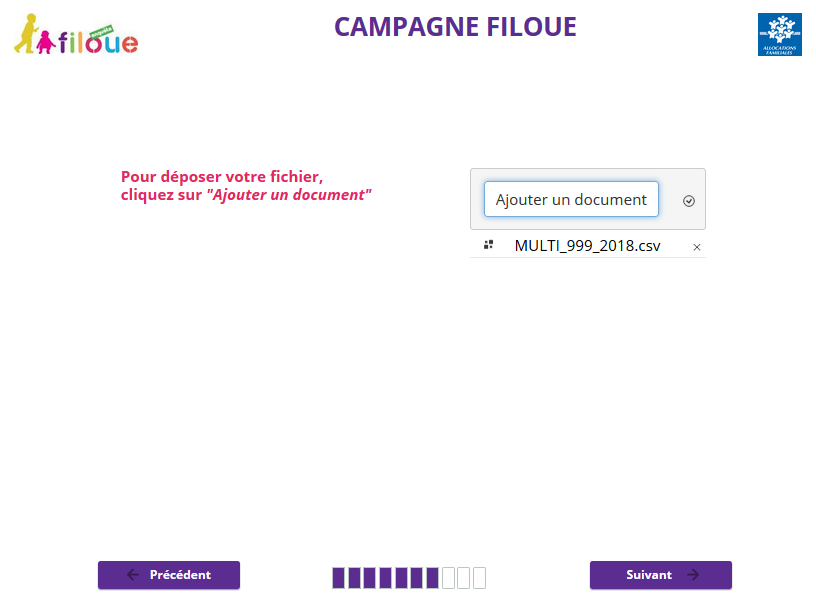 enquête
filoue
CAMPAGNE FILOUE
ALLOCATIONS
FAMILIALES
Pour déposer votre fichier,
cliquez sur "Ajouter un document"
Ajouter un document
MULTI_999_2018.csv
Précédent
Suivant